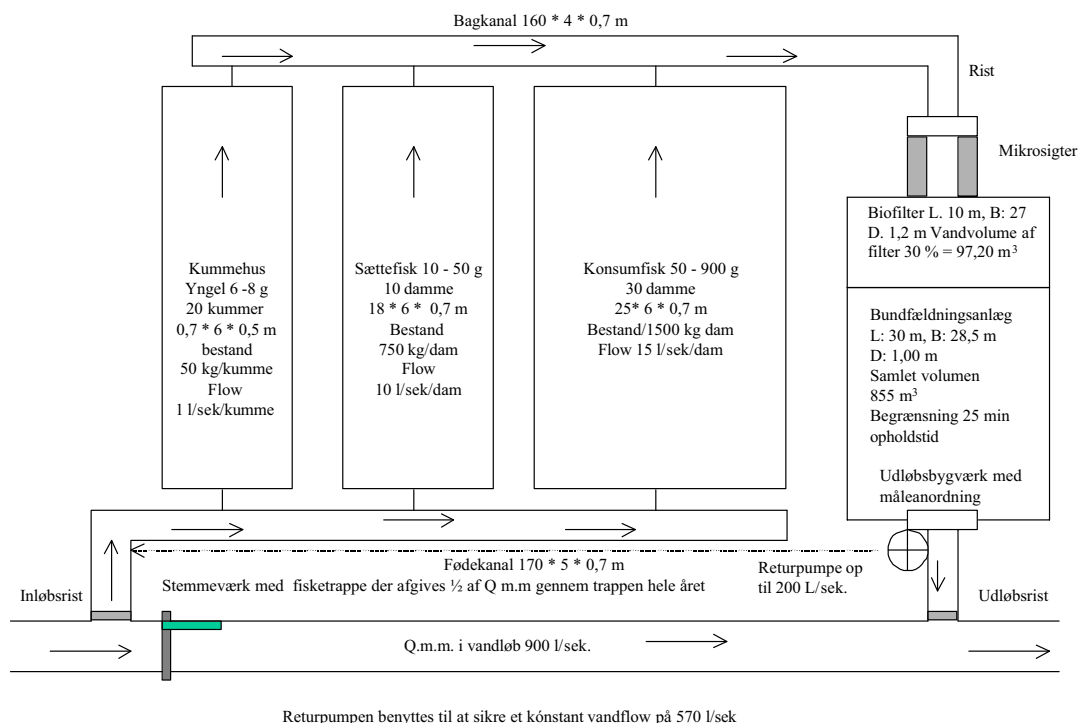 Bagkanal 160 * 4 * 0,7 m
Rist
Mikrosigter
Kummehus
Yngel 6 -8 g
20 kummer
0,7 * 6 * 0,5 m
bestand
50 kg/kumme
Flow
1 l/sek/kumme
Sættefisk 10 - 50 g
10 damme
18 * 6 * 0,7 m
Bestand
750 kg/dam
Flow
10 l/sek/dam
Konsumfisk 50 - 900 g
30 damme
25* 6 * 0,7 m
Bestand/1500 kg dam
Flow 15 l/sek/dam
Biofilter L. 10 m, B: 27
D. 1,2 m Vandvolume af
filter 30 % = 97,20 m³
Bundfældningsanlæg
L: 30 m, B: 28,5 m
D: 1,00 m
Samlet volumen
855 m³
Begrænsning 25 min
opholdstid
Udløbsbygværk med
måleanordning
Fødekanal 170 * 5 * 0,7 m
Returpumpe op
til 200 L/sek.
Stemmeværk med fisketrappe der afgives ½ af Q m.m gennem trappen hele året
Inløbsrist
Udløbsrist
Q.m.m. i vandløb 900 l/sek.
Returpumpen benyttes til at sikre et kónstant vandflow på 570 l/sek